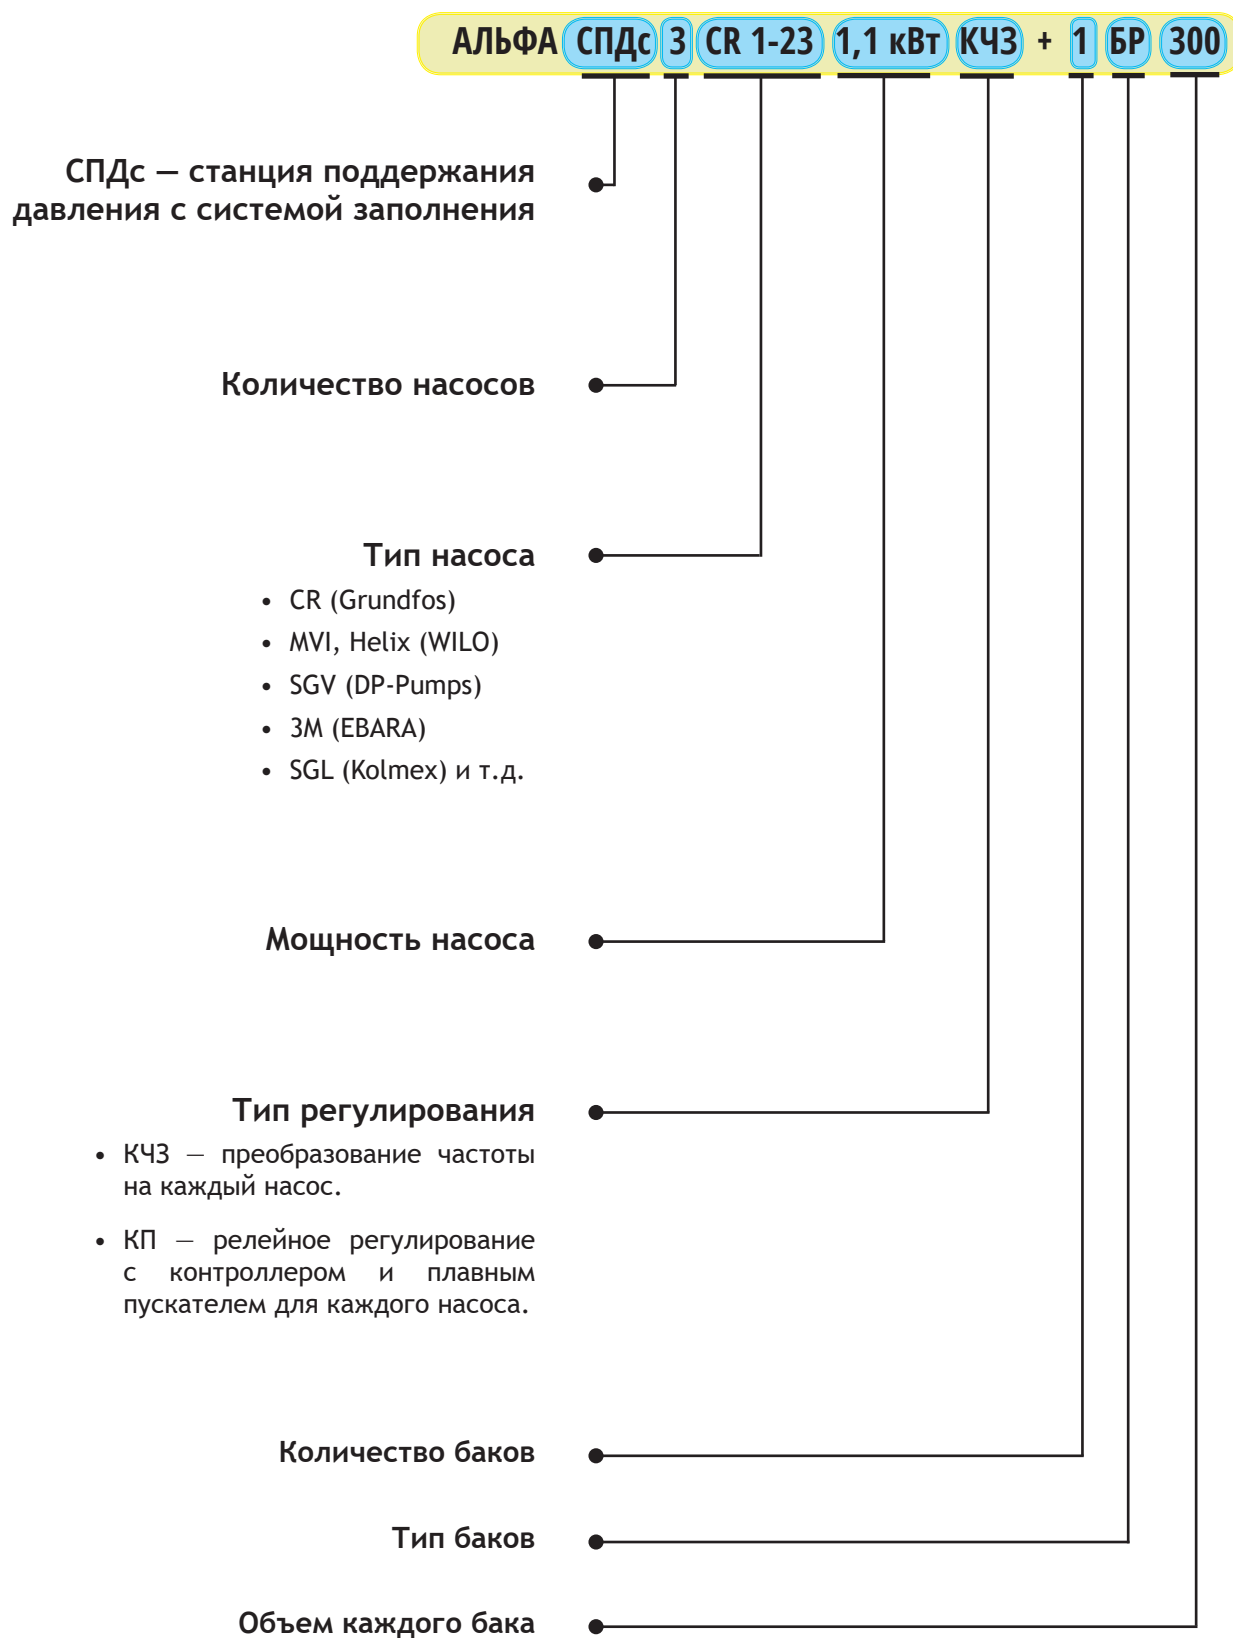 АЛЬФА СПДс 3 CR 1-23 1,1 кВт КЧЗ + 1 БР 300
СПДс — станция поддержания
давления с системой заполнения
Количество насосов
Тип насоса
• CR (Grundfos)
• MVI, Helix (WILO)
• SGV (DP-Pumps)
• 3M (EBARA)
• SGL (Kolmex) и т.д.
Мощность насоса
Тип регулирования
• КЧЗ — преобразование частоты
на каждый насос.
• КП — релейное регулирование
с контроллером и плавным
пускателем для каждого насоса.
Количество баков
Тип баков
Объем каждого бака